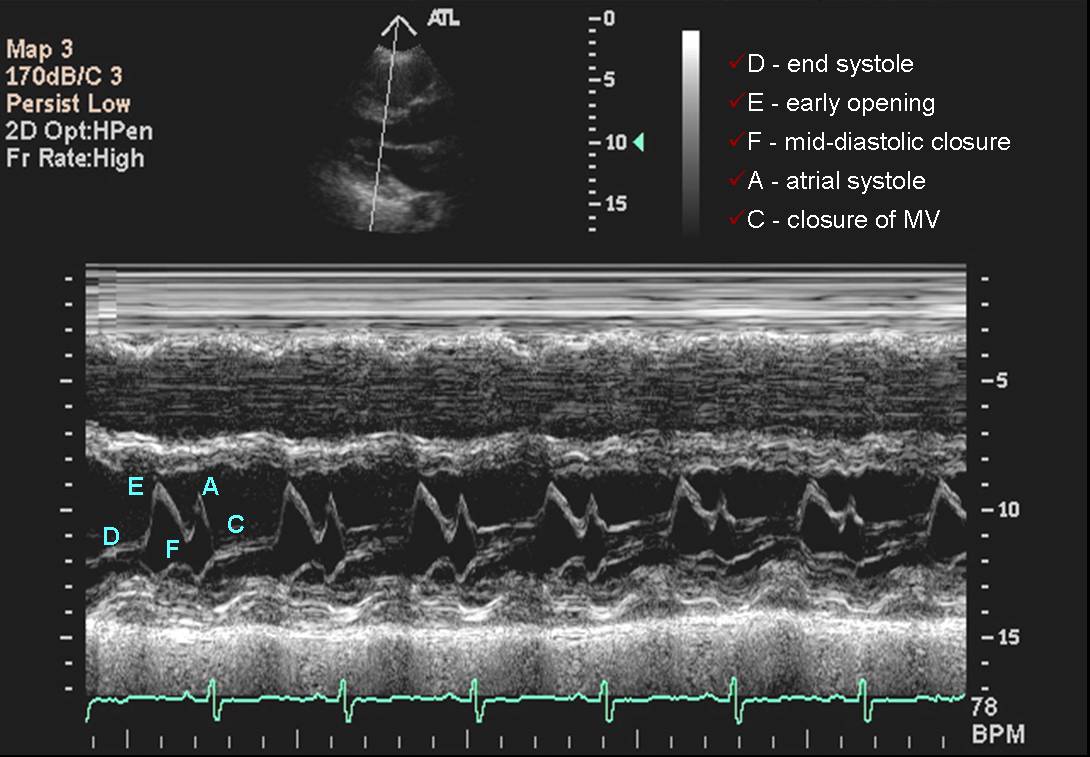 ATL
Map 3
170dB/C 3
Persist Low
2D Opt:HPen
Fr Rate:High
0
5
10
15
✓D - end systole
✓E - early opening
✓F - mid-diastolic closure
✓A - atrial systole
✓C - closure of MV
5
E
A
10
C
D
F
15
78
BPM